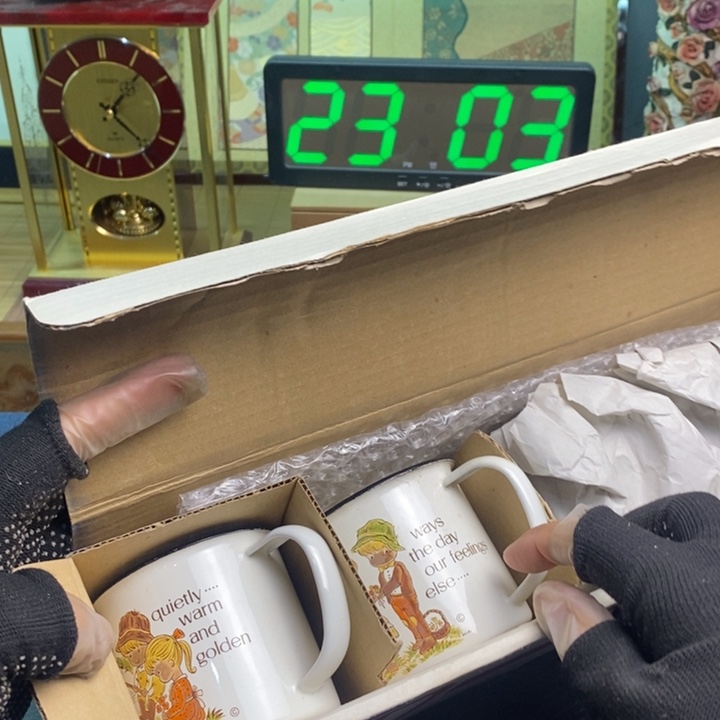 23 03
quietly ....
warm
and
golden
©
ways
the day
our feelings
else ....
©